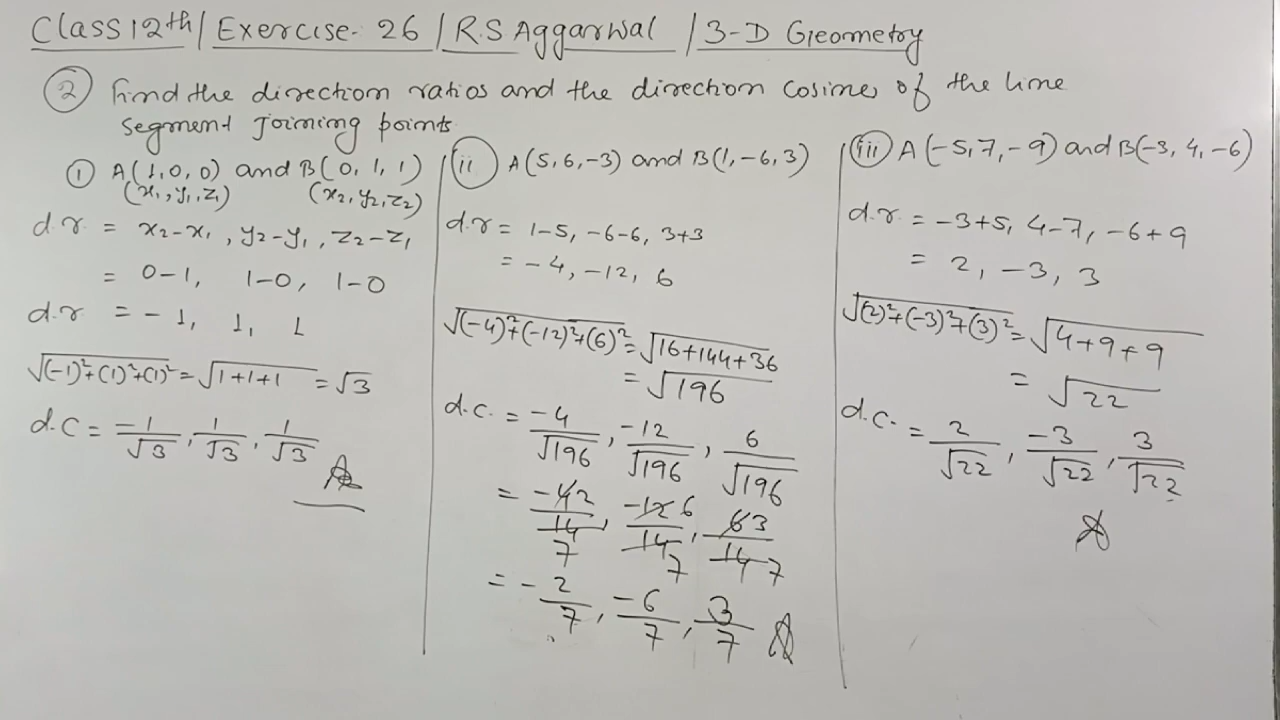 Class 12th / Exercise- 26 / R.S Aggarwal / 3-D Geometry
② Find the direction ratios and the direction cosines of the line
segment Joining points
① A(1,0,0) and B(0,1,1)
(x₁,y₁,z₁) (x₂,y₂,z₂)
d.r. = x₂-x₁, y₂-y₁, z₂-z₁
= 0-1, 1-0, 1-0
d.r = -1, 1, 1
√(-1)²+(1)²+(1)² = √1+1+1 = √3
d.c = -1/√3, 1/√3, 1/√3
ii A(5,6,-3) and B(1,-6,3)
d.r = 1-5, -6-6, 3+3
= -4, -12, 6
√(-4)²+(-12)²+(6)² = √16+144+36
= √196
d.c. = -4/√196, -12/√196, 6/√196
= -4 2/14 7, -12 6/14 7, 6 3/14 7
= -2/7, -6/7, 3/7
iii A(-5,7,-9) and B(-3,4,-6)
d.r = -3+5, 4-7, -6+9
= 2, -3, 3
√(2)²+(-3)²+(3)² = √4+9+9
= √22
d.c. = 2/√22, -3/√22, 3/√22